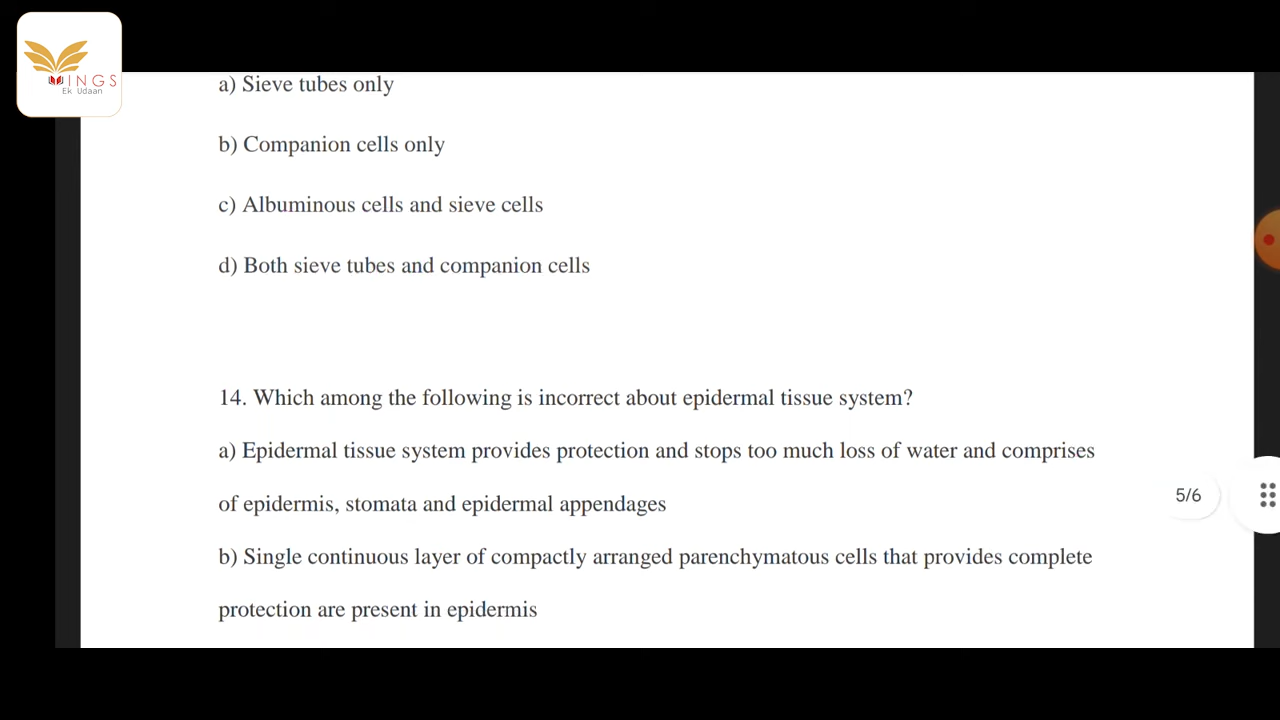 WINGS
Ek Udaan
a) Sieve tubes only
b) Companion cells only
c) Albuminous cells and sieve cells
d) Both sieve tubes and companion cells
14. Which among the following is incorrect about epidermal tissue system?
a) Epidermal tissue system provides protection and stops too much loss of water and comprises
of epidermis, stomata and epidermal appendages
5/6
b) Single continuous layer of compactly arranged parenchymatous cells that provides complete
protection are present in epidermis